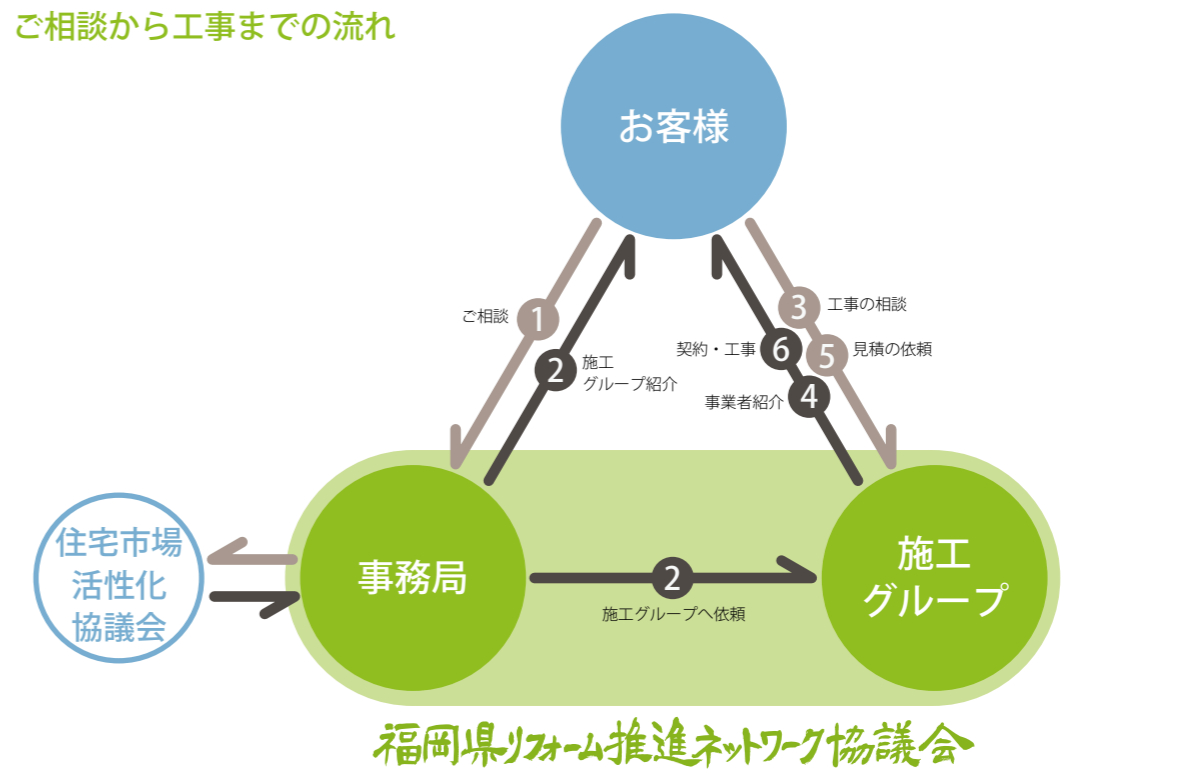 ご相談から工事までの流れ
お客様
ご相談
1
2
施工
グループ紹介
3
工事の相談
契約・工事
6
5
見積の依頼
事業者紹介
4
住宅市場
活性化
協議会
事務局
2
施工グループへ依頼
施工
グループ
福岡県リフォーム推進ネットワーク協議会